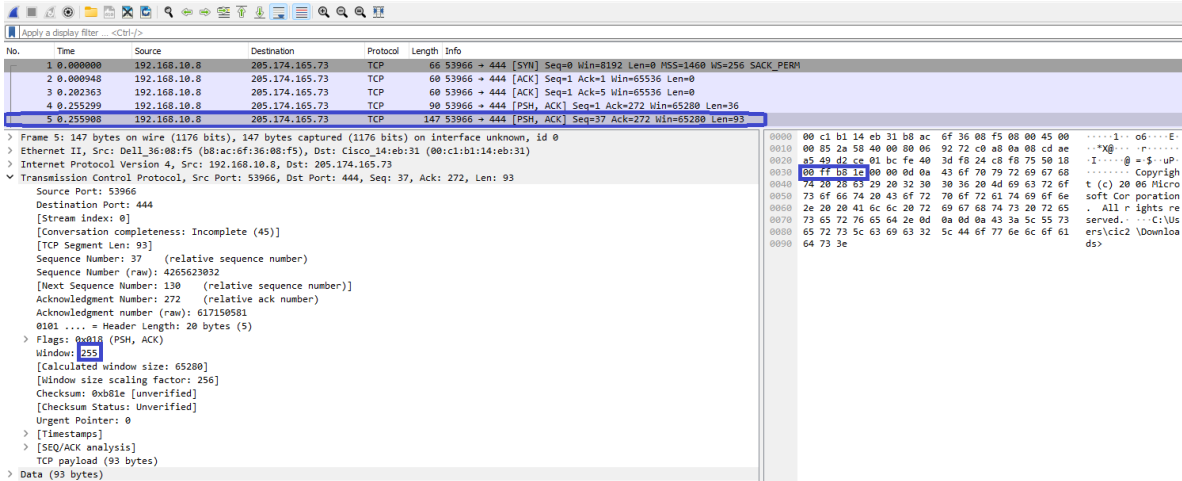 Apply a display filter ... <Ctrl-/>
No. Time Source Destination Protocol Length Info
1 0.000000 192.168.10.8 205.174.165.73 TCP 66 53966 → 444 [SYN] Seq=0 Win=8192 Len=0 MSS=1460 WS=256 SACK_PERM
2 0.000948 192.168.10.8 205.174.165.73 TCP 60 53966 → 444 [ACK] Seq=1 Ack=1 Win=65536 Len=0
3 0.202363 192.168.10.8 205.174.165.73 TCP 60 53966 → 444 [ACK] Seq=1 Ack=5 Win=65536 Len=0
4 0.255299 192.168.10.8 205.174.165.73 TCP 90 53966 → 444 [PSH, ACK] Seq=1 Ack=272 Win=65280 Len=36
5 0.255908 192.168.10.8 205.174.165.73 TCP 147 53966 → 444 [PSH, ACK] Seq=37 Ack=272 Win=65280 Len=93
> Frame 5: 147 bytes on wire (1176 bits), 147 bytes captured (1176 bits) on interface unknown, id 0
> Ethernet II, Src: Dell_36:08:f5 (b8:ac:6f:36:08:f5), Dst: Cisco_14:eb:31 (00:c1:b1:14:eb:31)
> Internet Protocol Version 4, Src: 192.168.10.8, Dst: 205.174.165.73
Transmission Control Protocol, Src Port: 53966, Dst Port: 444, Seq: 37, Ack: 272, Len: 93
Source Port: 53966
Destination Port: 444
[Stream index: 0]
[Conversation completeness: Incomplete (45)]
[TCP Segment Len: 93]
Sequence Number: 37 (relative sequence number)
Sequence Number (raw): 4265623032
[Next Sequence Number: 130 (relative sequence number)]
Acknowledgment Number: 272 (relative ack number)
Acknowledgment number (raw): 617150581
0101 .... = Header Length: 20 bytes (5)
> Flags: 0x018 (PSH, ACK)
Window: 255
[Calculated window size: 65280]
[Window size scaling factor: 256]
Checksum: 0xb81e [unverified]
[Checksum Status: Unverified]
Urgent Pointer: 0
> [Timestamps]
> [SEQ/ACK analysis]
TCP payload (93 bytes)
> Data (93 bytes)
0000 00 c1 b1 14 eb 31 b8 ac 6f 36 08 f5 08 00 45 00 ·····1·· o6····E·
0010 00 85 2a 58 40 00 80 06 92 72 c0 a8 0a 08 cd ae ··*X@··· ·r······
0020 a5 49 d2 ce 01 bc fe 40 3d f8 24 c8 f8 75 50 18 ·I·····@ =·$··uP·
0030 00 ff b8 1e 00 00 0d 0a 43 6f 70 79 72 69 67 68 ········ Copyrigh
0040 74 20 28 63 29 20 32 30 30 36 20 4d 69 63 72 6f t (c) 20 06 Micro
0050 73 6f 66 74 20 43 6f 72 70 6f 72 61 74 69 6f 6e soft Cor poration
0060 2e 20 20 41 6c 6c 20 72 69 67 68 74 73 20 72 65 . All r ights re
0070 73 65 72 76 65 64 2e 0d 0a 0d 0a 43 3a 5c 55 73 served.· ···C:\Us
0080 65 72 73 5c 63 69 63 32 5c 44 6f 77 6e 6c 6f 61 ers\cic2 \Downloa
0090 64 73 3e ds>